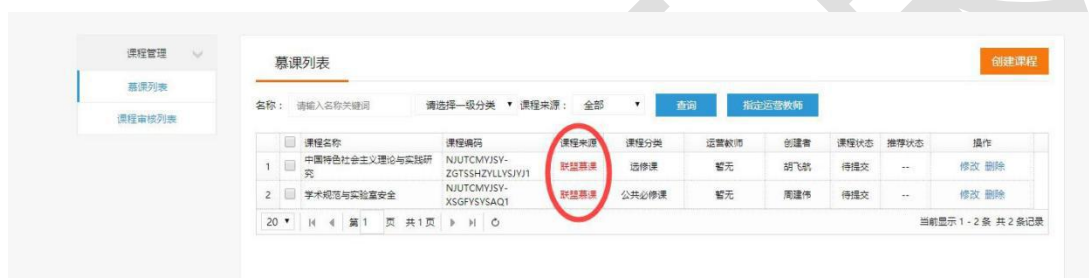 课程管理
慕课列表
课程审核列表
慕课列表
创建课程
名称： 请输入名称关键词 请选择一级分类 课程来源： 全部 查询 指定运营教师
课程名称 课程编码 课程来源 课程分类 运营教师 创建者 课程状态 推荐状态 操作
1 中国特色社会主义理论与实践研究 NJUTCMYJSY-ZGTSSHZYLLYSJYJ1 联盟慕课 选修课 暂无 胡飞航 待提交 -- 修改 删除
2 学术规范与实验室安全 NJUTCMYJSY-XSGFYSYSAQ1 联盟慕课 公共必修课 暂无 周建伟 待提交 -- 修改 删除
20 第 1 页 共1页 当前显示 1 - 2 条 共 2 条记录